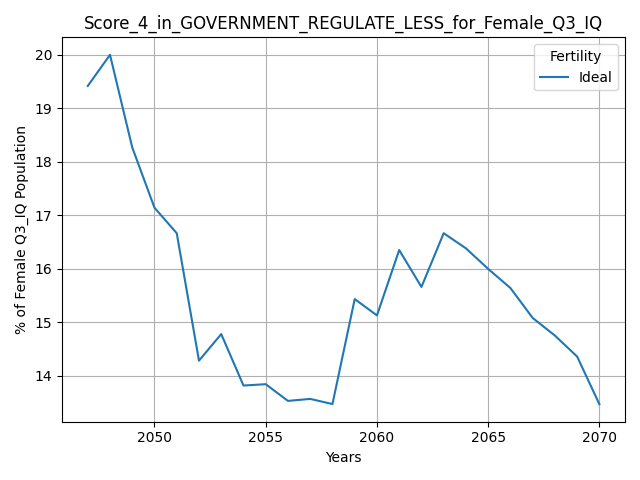 Score_4_in_GOVERNMENT_REGULATE_LESS_for_Female_Q3_IQ
Fertility
Ideal
% of Female Q3_IQ Population
20
19
18
17
16
15
14
2050 2055 2060 2065 2070
Years